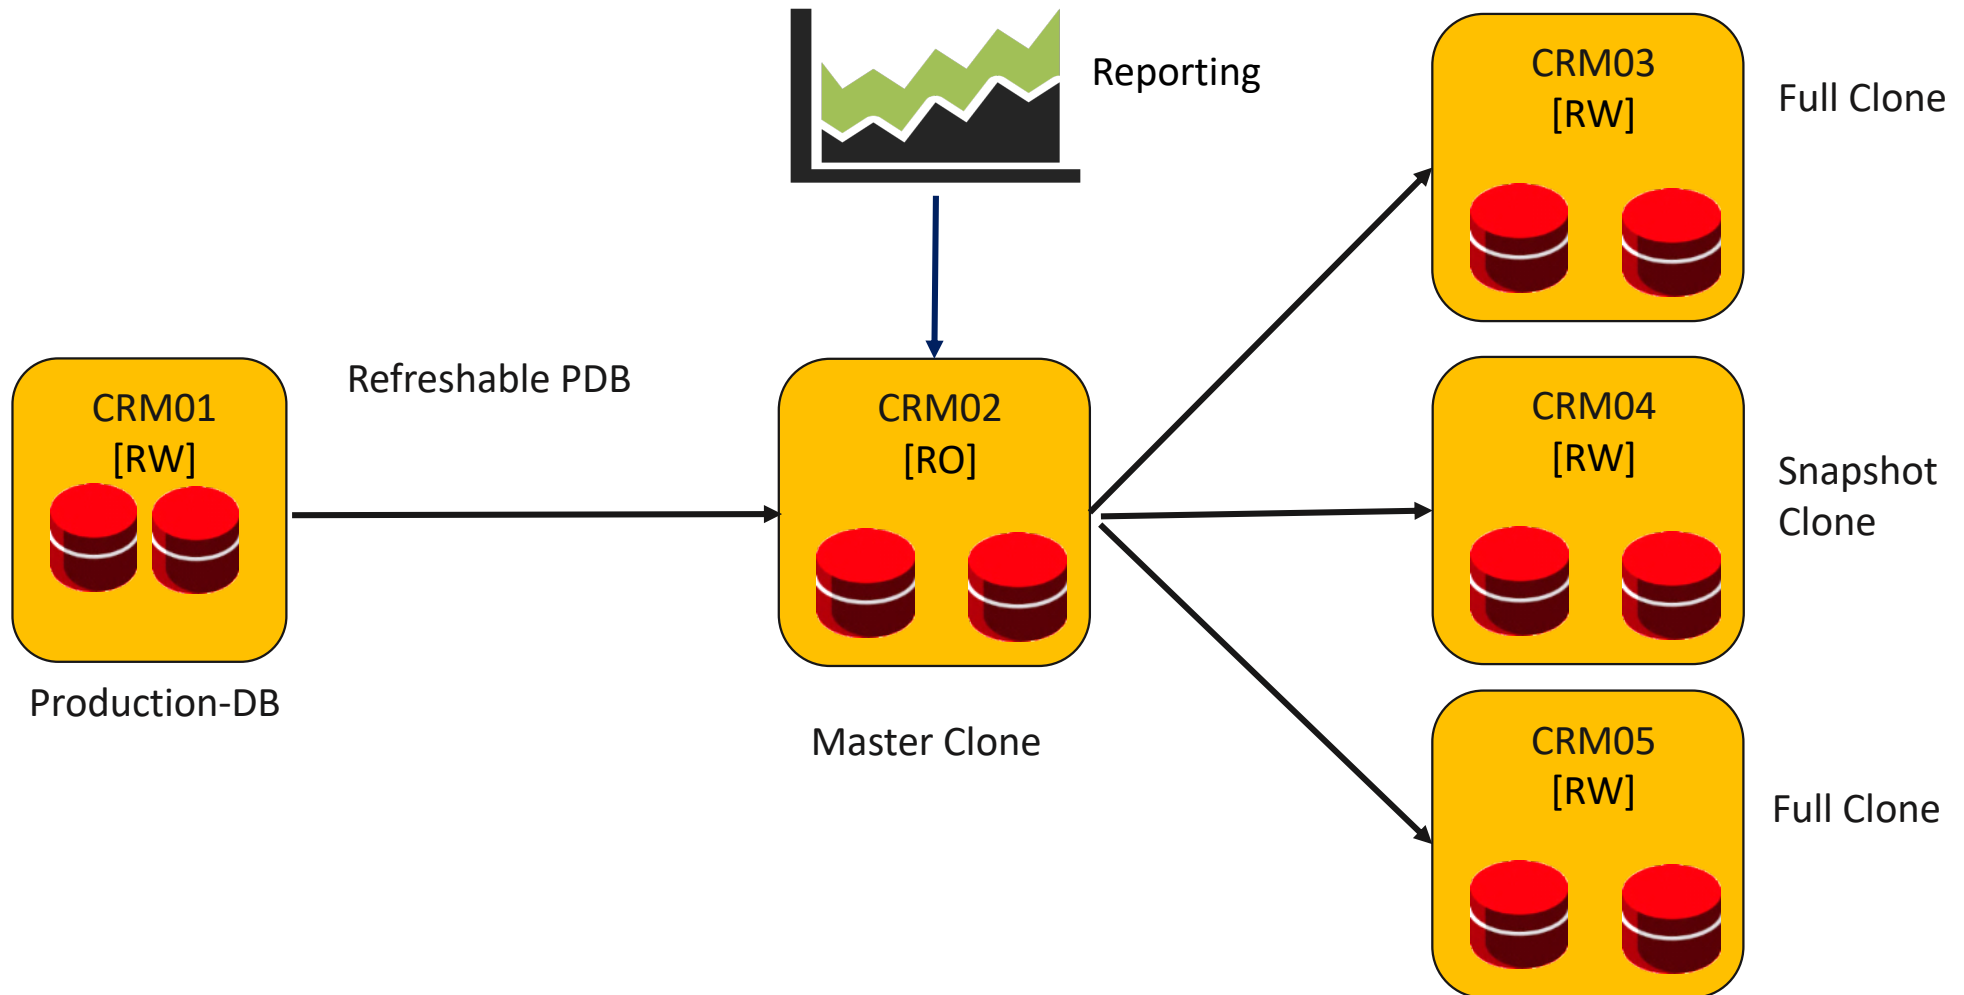 Reporting
CRM03
[RW]
Full Clone
Refreshable PDB
CRM01
[RW]
Production-DB
CRM02
[RO]
Master Clone
CRM04
[RW]
Snapshot
Clone
CRM05
[RW]
Full Clone